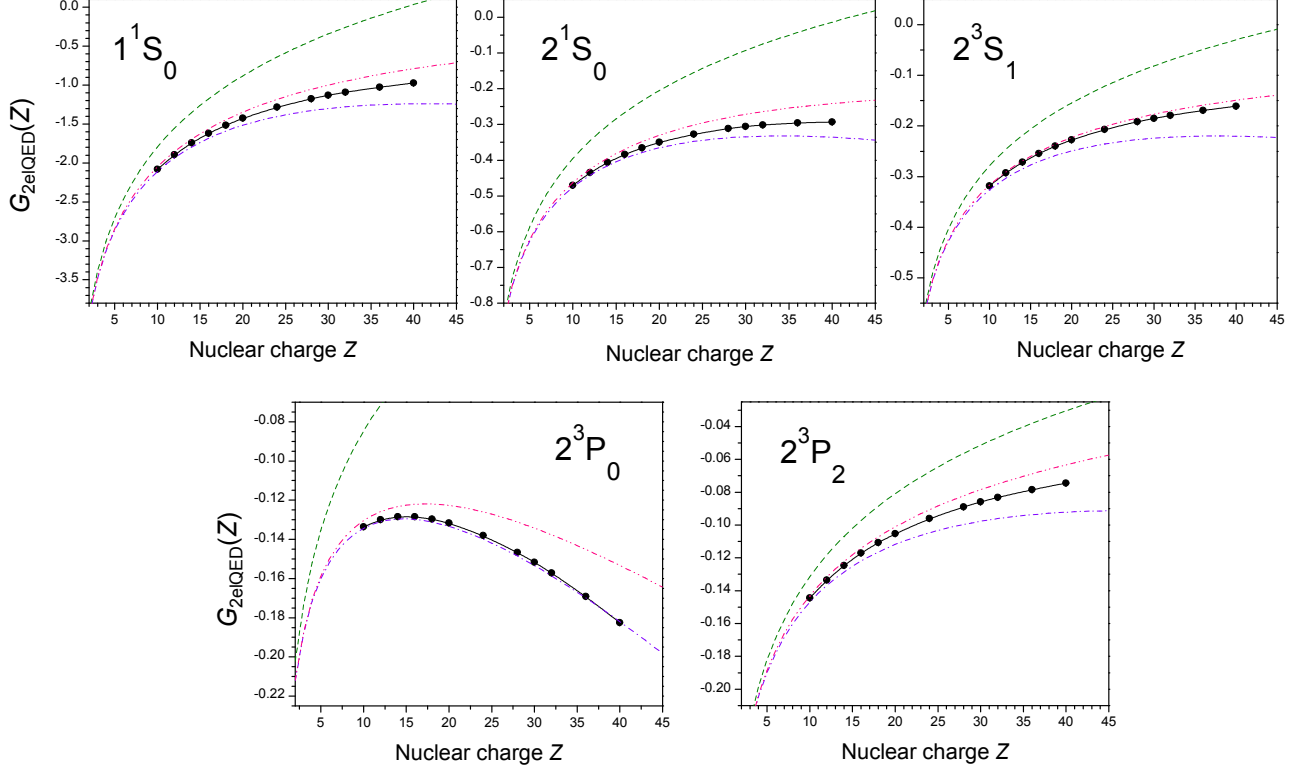 1¹S₀
2¹S₀
2³S₁
G₂ₑₗQED(Z)
0.0
-0.5
-1.0
-1.5
-2.0
-2.5
-3.0
-3.5
5 10 15 20 25 30 35 40 45
Nuclear charge Z
0.0
-0.1
-0.2
-0.3
-0.4
-0.5
-0.6
-0.7
-0.8
5 10 15 20 25 30 35 40 45
Nuclear charge Z
0.0
-0.1
-0.2
-0.3
-0.4
-0.5
5 10 15 20 25 30 35 40 45
Nuclear charge Z
2³P₀
2³P₂
G₂ₑₗQED(Z)
-0.08
-0.10
-0.12
-0.14
-0.16
-0.18
-0.20
-0.22
5 10 15 20 25 30 35 40 45
Nuclear charge Z
-0.04
-0.06
-0.08
-0.10
-0.12
-0.14
-0.16
-0.18
-0.20
5 10 15 20 25 30 35 40 45
Nuclear charge Z